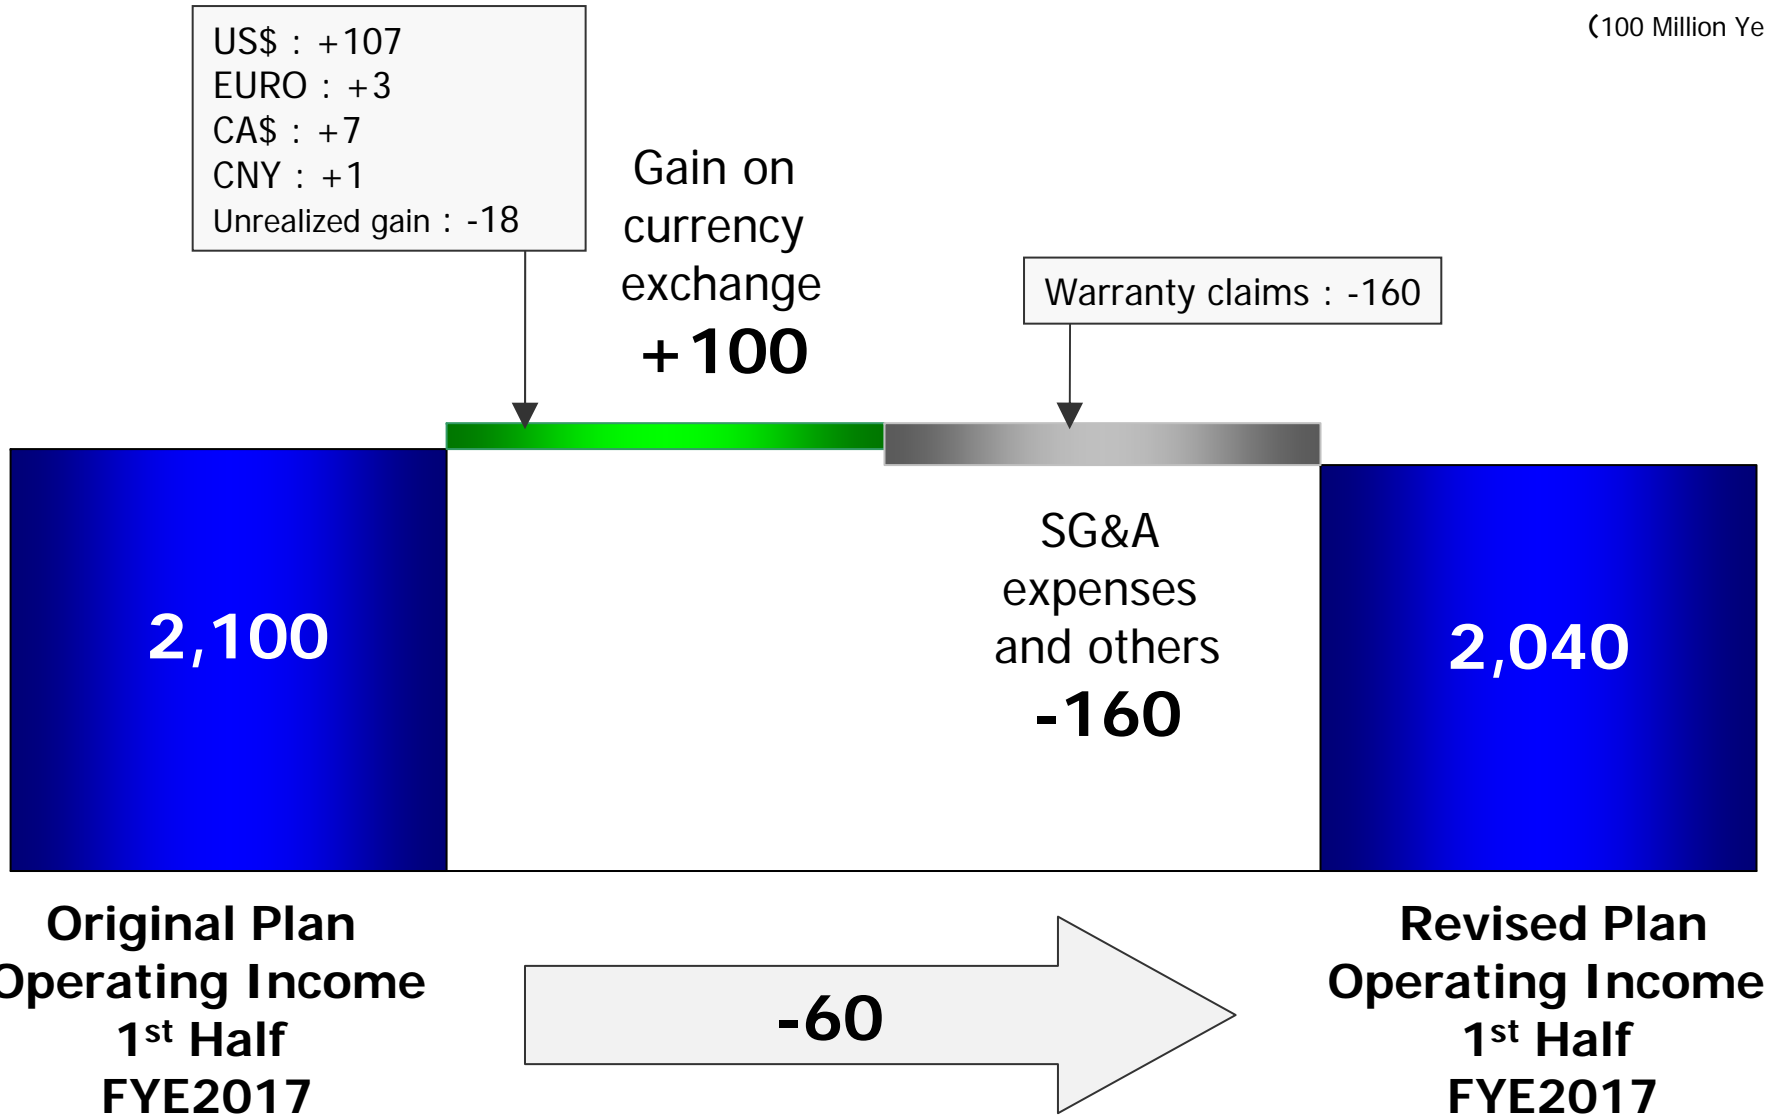 (100 Million Ye
US$ : +107
EURO : +3
CA$ : +7
CNY : +1
Unrealized gain : -18
Gain on
currency
exchange
+100
Warranty claims : -160
SG&A
expenses
and others
-160
2,100
2,040
Original Plan
Operating Income
1st Half
FYE2017
-60
Revised Plan
Operating Income
1st Half
FYE2017